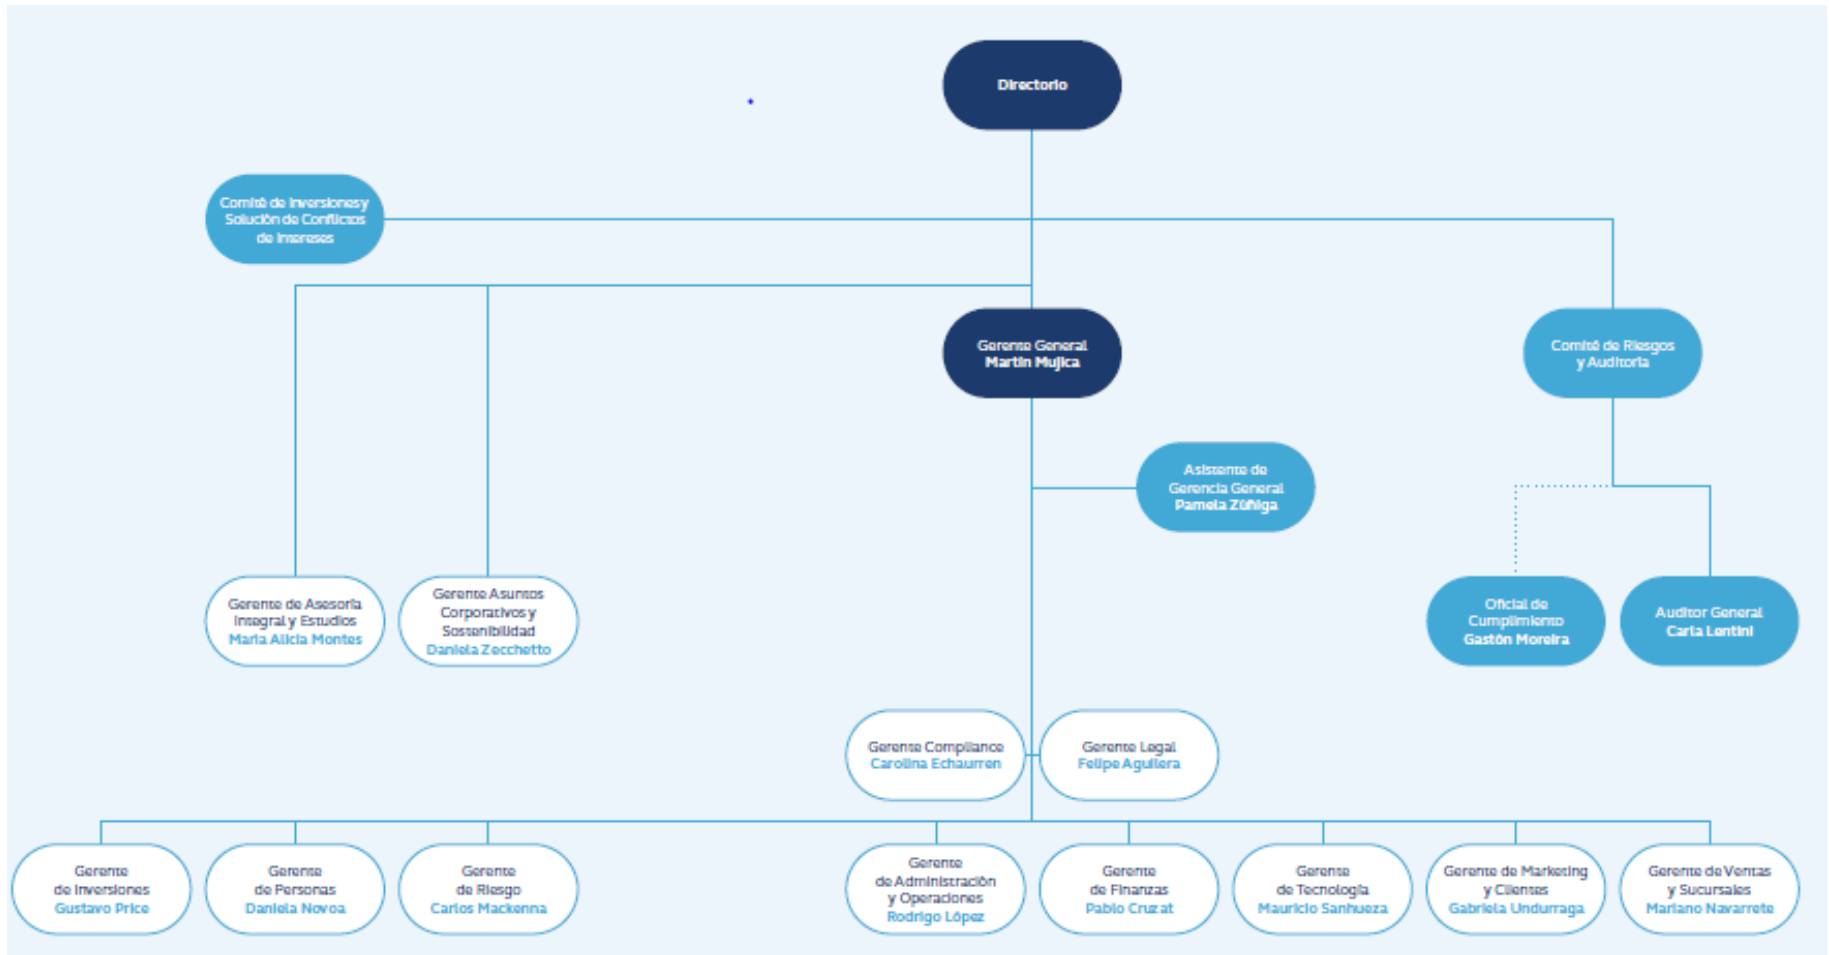 Directorio
Comité de Inversiones y
Solución de Conflictos
de Intereses
Gerente General
Martin Mujica
Comité de Riesgos
y Auditoria
Asistente de
Gerencia General
Pamela Zúñiga
Gerente de Asesoría
Integral y Estudios
Maria Alicia Montes
Gerente Asuntos
Corporativos y
Sostenibilidad
Daniela Zecchetto
Oficial de
Cumplimiento
Gastón Moreira
Auditor General
Carla Lentini
Gerente Compliance
Carolina Echaurren
Gerente Legal
Felipe Aguilera
Gerente
de Inversiones
Gustavo Price
Gerente
de Personas
Daniela Novoa
Gerente
de Riesgo
Carlos Mackenna
Gerente
de Administración
y Operaciones
Rodrigo López
Gerente
de Finanzas
Pablo Cruzat
Gerente
de Tecnología
Mauricio Sanhueza
Gerente de Marketing
y Clientes
Gabriela Undurraga
Gerente de Ventas
y Sucursales
Mariano Navarrete